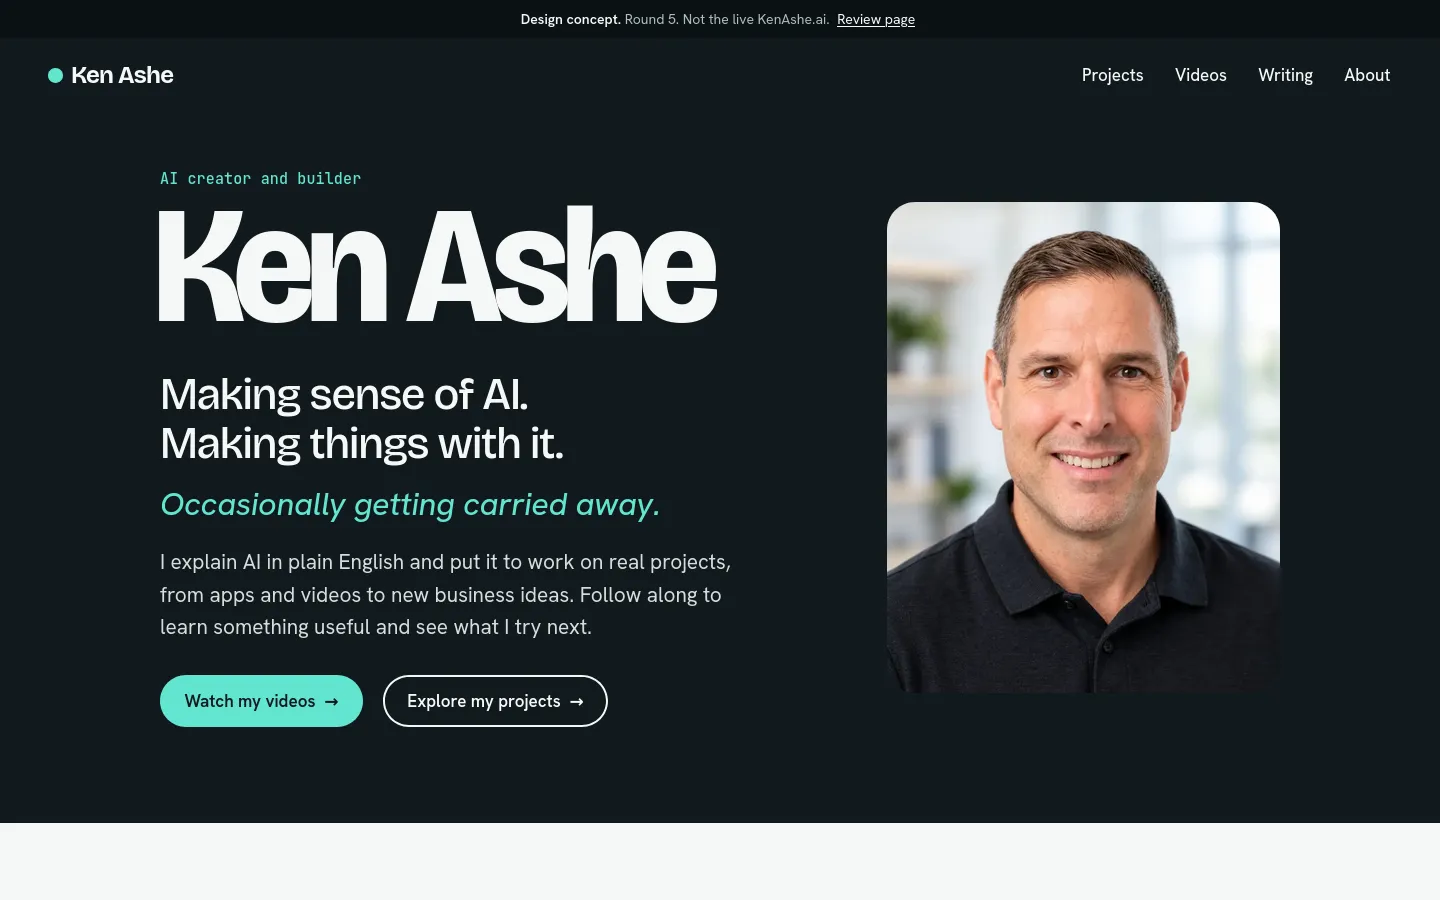 Design concept. Round 5. Not the live KenAshe.ai. Review page
Ken Ashe
Projects Videos Writing About
AI creator and builder
Ken Ashe
Making sense of AI.
Making things with it.
Occasionally getting carried away.
I explain AI in plain English and put it to work on real projects,
from apps and videos to new business ideas. Follow along to
learn something useful and see what I try next.
Watch my videos → Explore my projects →